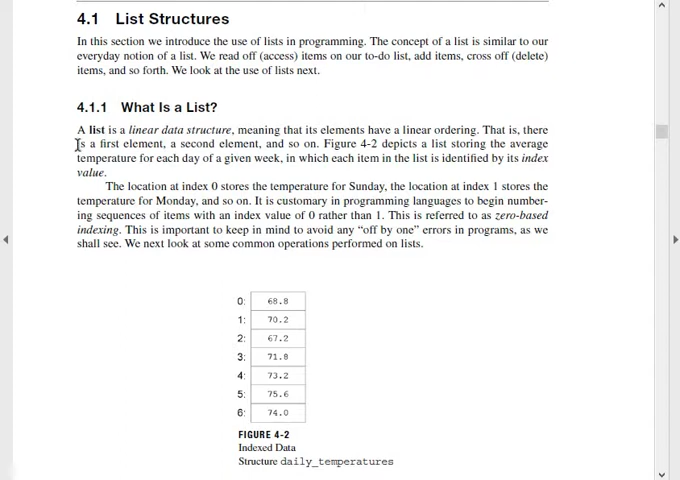 4.1 List Structures
In this section we introduce the use of lists in programming. The concept of a list is similar to our
everyday notion of a list. We read off (access) items on our to-do list, add items, cross off (delete)
items, and so forth. We look at the use of lists next.
4.1.1 What Is a List?
A list is a linear data structure, meaning that its elements have a linear ordering. That is, there
is a first element, a second element, and so on. Figure 4-2 depicts a list storing the average
temperature for each day of a given week, in which each item in the list is identified by its index
value.
The location at index 0 stores the temperature for Sunday, the location at index 1 stores the
temperature for Monday, and so on. It is customary in programming languages to begin number-
ing sequences of items with an index value of 0 rather than 1. This is referred to as zero-based
indexing. This is important to keep in mind to avoid any “off by one” errors in programs, as we
shall see. We next look at some common operations performed on lists.
0: 68.8
1: 70.2
2: 67.2
3: 71.8
4: 73.2
5: 75.6
6: 74.0
FIGURE 4-2
Indexed Data
Structure daily_temperatures